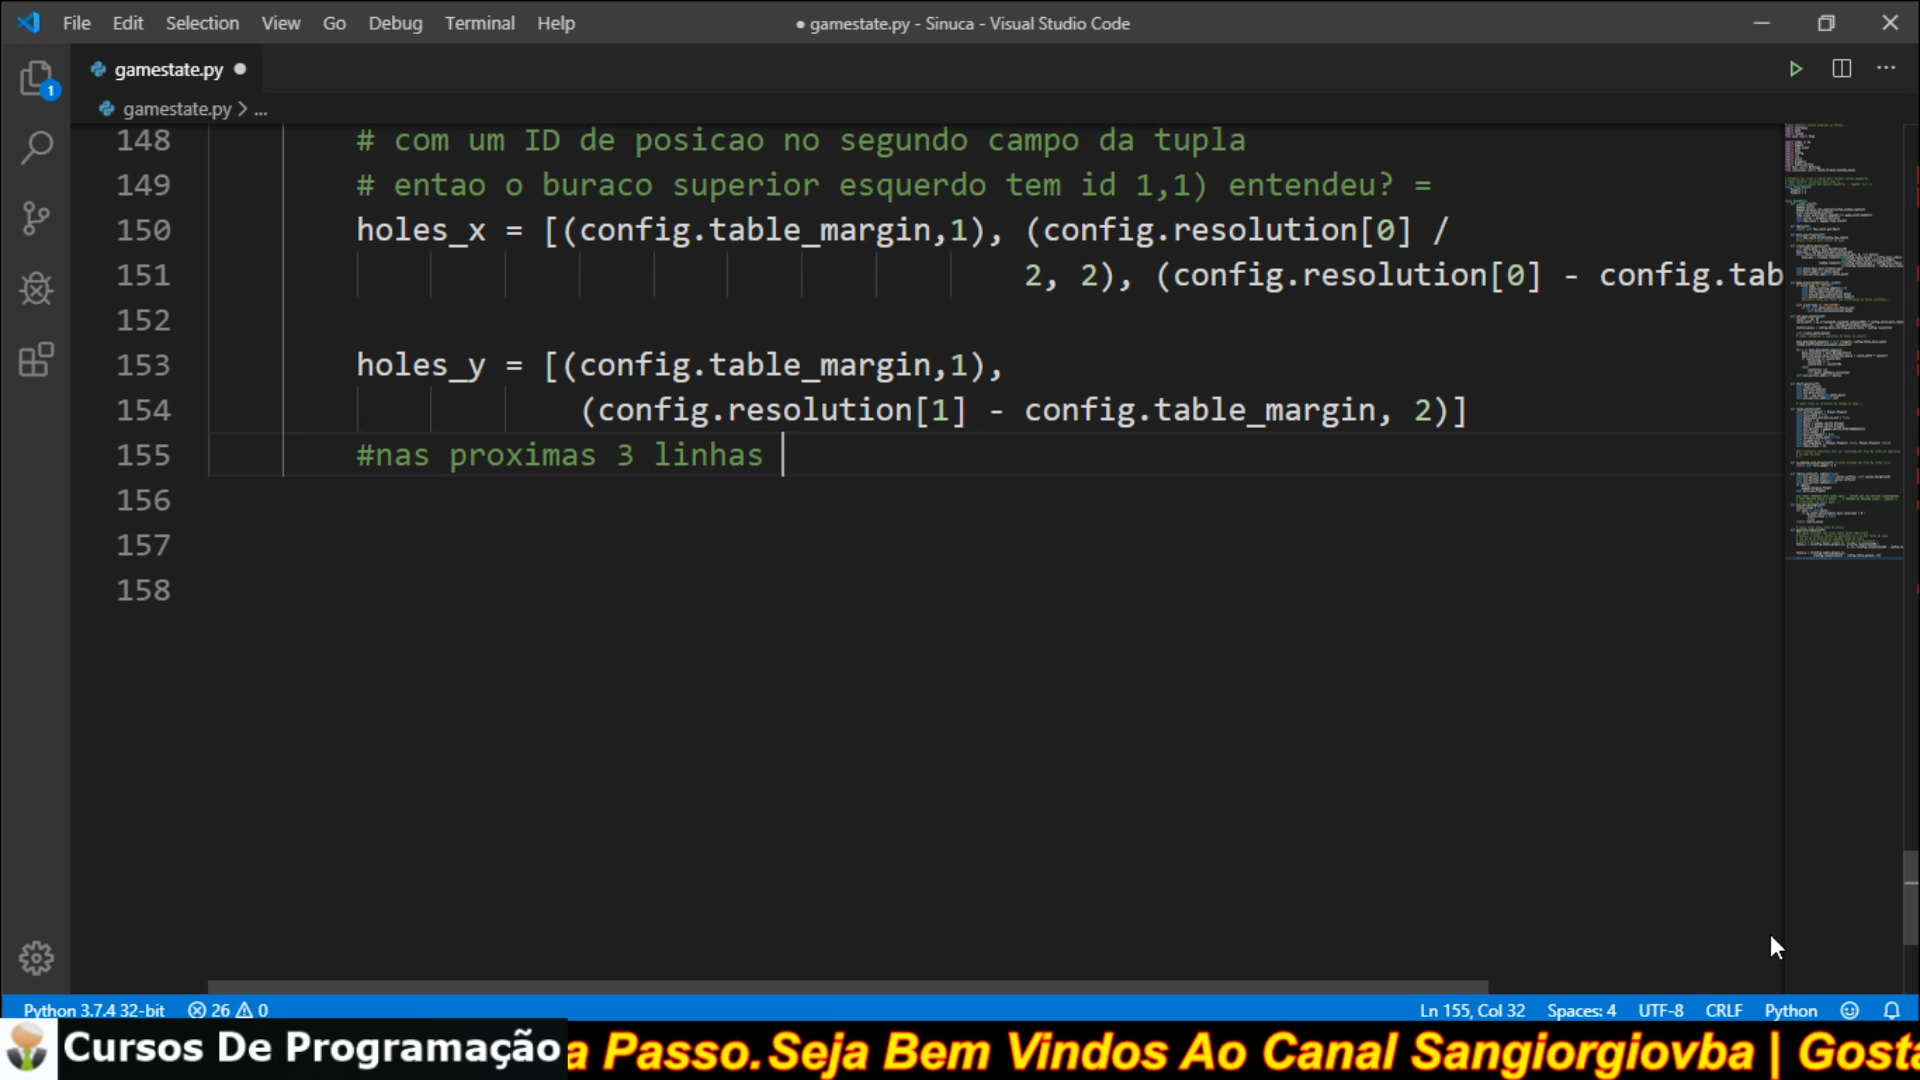 File Edit Selection View Go Debug Terminal Help
● gamestate.py - Sinuca - Visual Studio Code
gamestate.py ●
gamestate.py > ...
1
148 # com um ID de posicao no segundo campo da tupla
149 # entao o buraco superior esquerdo tem id 1,1) entendeu? =
150 holes_x = [(config.table_margin,1), (config.resolution[0] /
151 2, 2), (config.resolution[0] - config.tab
152
153 holes_y = [(config.table_margin,1),
154 (config.resolution[1] - config.table_margin, 2)]
155 #nas proximas 3 linhas
156
157
158
Python 3.7.4 32-bit 26 0 Ln 155, Col 32 Spaces: 4 UTF-8 CRLF Python
Cursos De Programação a Passo.Seja Bem Vindos Ao Canal Sangiorgiovba | Gosta